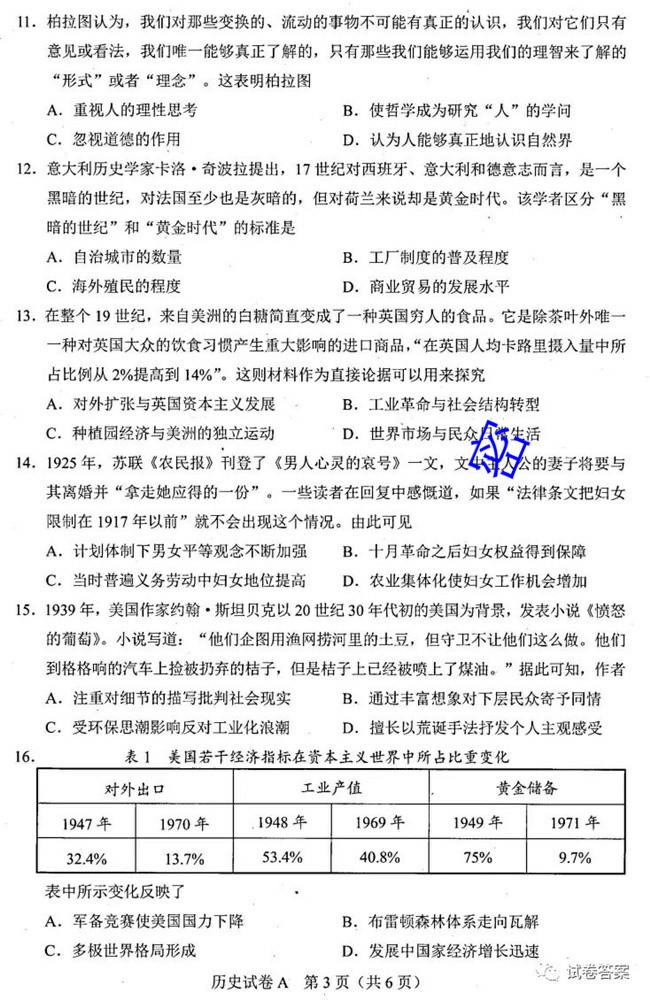 11．柏拉图认为，我们对那些变换的、流动的事物不可能有真正的认识，我们对它们只有
意见或看法，我们唯一能够真正了解的，只有那些我们能够运用我们的理智来了解的
“形式”或者“理念”。这表明柏拉图
A．重视人的理性思考 B．使哲学成为研究“人”的学问
C．忽视道德的作用 D．认为人能够真正地认识自然界
12．意大利历史学家卡洛·奇波拉提出，17 世纪对西班牙、意大利和德意志而言，是一个
黑暗的世纪，对法国至少也是灰暗的，但对荷兰来说却是黄金时代。该学者区分“黑
暗的世纪”和“黄金时代”的标准是
A．自治城市的数量 B．工厂制度的普及程度
C．海外殖民的程度 D．商业贸易的发展水平
13．在整个 19 世纪，来自美洲的白糖简直变成了一种英国穷人的食品。它是除茶叶外唯一
一种对英国大众的饮食习惯产生重大影响的进口商品，“在英国人均卡路里摄入量中所
占比例从 2%提高到 14%”。这则材料作为直接论据可以用来探究
A．对外扩张与英国资本主义发展 B．工业革命与社会结构转型
C．种植园经济与美洲的独立运动 D．世界市场与民众日常生活
14．1925 年，苏联《农民报》刊登了《男人心灵的哀号》一文，文中主人公的妻子将要与
其离婚并“拿走她应得的一份”。一些读者在回复中感慨道，如果“法律条文把妇女
限制在 1917 年以前”就不会出现这个情况。由此可见
A．计划体制下男女平等观念不断加强 B．十月革命之后妇女权益得到保障
C．当时普遍义务劳动中妇女地位提高 D．农业集体化使妇女工作机会增加
15．1939 年，美国作家约翰·斯坦贝克以 20 世纪 30 年代初的美国为背景，发表小说《愤怒
的葡萄》。小说写道：“他们企图用渔网捞河里的土豆，但守卫不让他们这么做。他们
到格格响的汽车上捡被扔弃的桔子，但是桔子上已经被喷上了煤油。”据此可知，作者
A．注重对细节的描写批判社会现实 B．通过丰富想象对下层民众寄予同情
C．受环保思潮影响反对工业化浪潮 D．擅长以荒诞手法抒发个人主观感受
16． 表 1 美国若干经济指标在资本主义世界中所占比重变化
对外出口 工业产值 黄金储备
1947 年 1970 年 1948 年 1969 年 1949 年 1971 年
32.4% 13.7% 53.4% 40.8% 75% 9.7%
表中所示变化反映了
A．军备竞赛使美国国力下降 B．布雷顿森林体系走向瓦解
C．多极世界格局形成 D．发展中国家经济增长迅速
历史试卷 A 第 3 页（共 6 页）
试卷答案